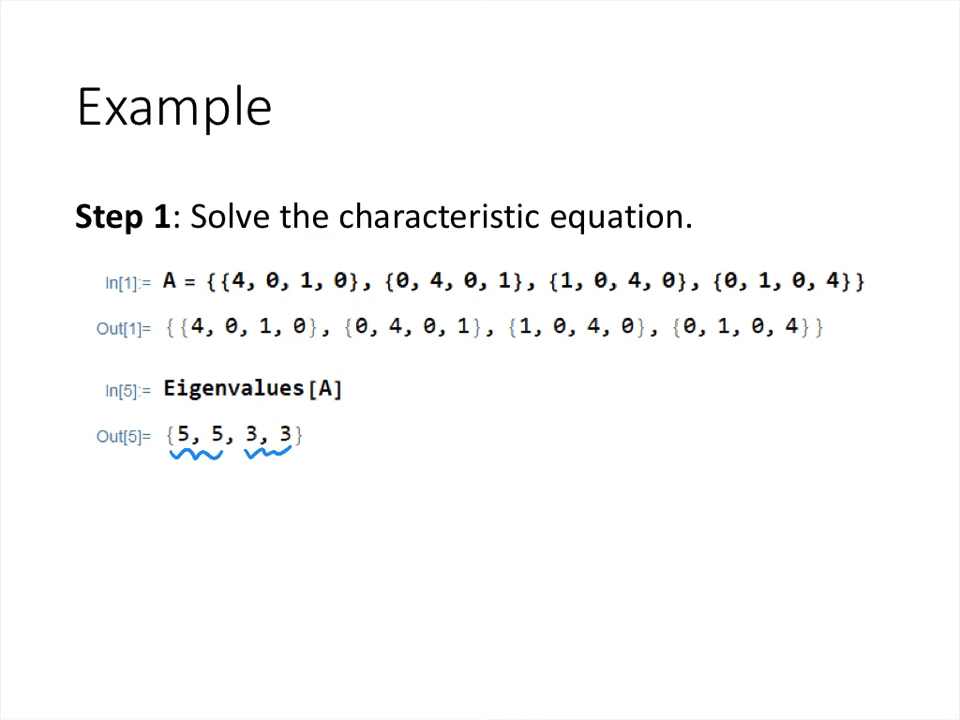 Example
Step 1: Solve the characteristic equation.
In[1]:= A = {{4, 0, 1, 0}, {0, 4, 0, 1}, {1, 0, 4, 0}, {0, 1, 0, 4}}
Out[1]= {{4, 0, 1, 0}, {0, 4, 0, 1}, {1, 0, 4, 0}, {0, 1, 0, 4}}
In[5]:= Eigenvalues[A]
Out[5]= {5, 5, 3, 3}